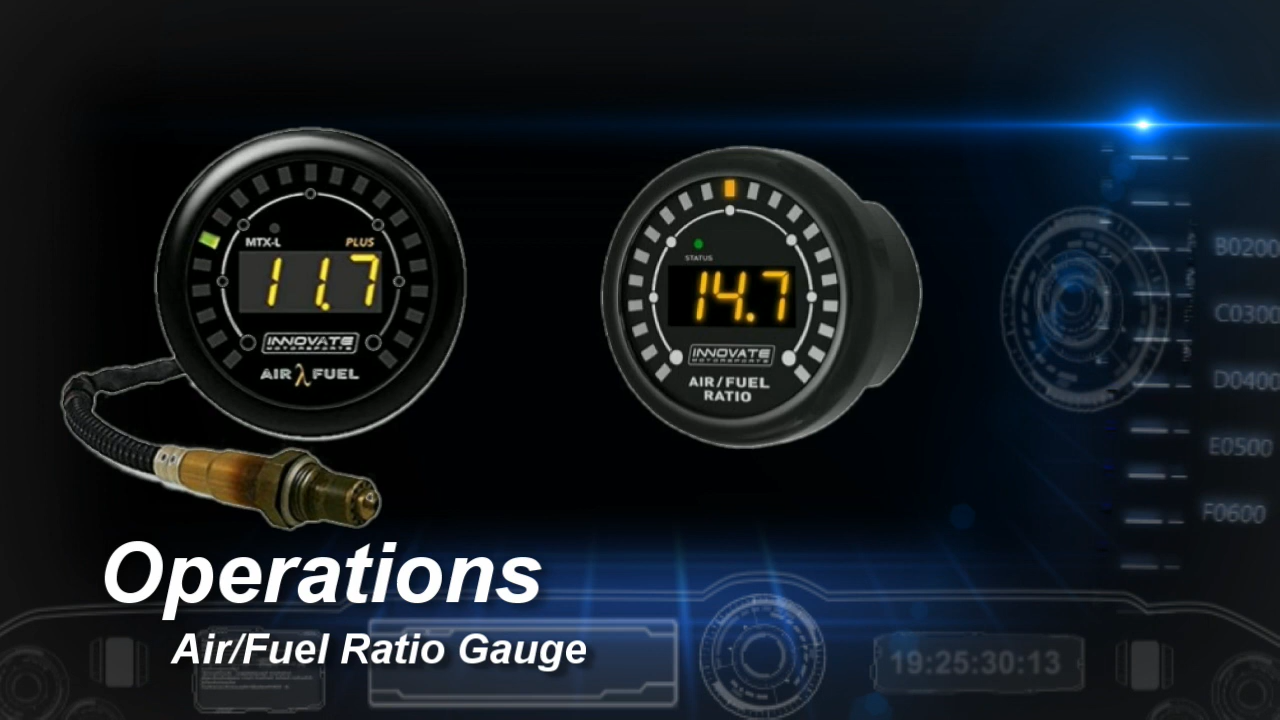 MTX-L PLUS
11.7
INNOVATE
MOTORSPORTS
AIR λ FUEL
STATUS
14.7
INNOVATE
MOTORSPORTS
AIR/FUEL
RATIO
B0200
C0300
D0400
E0500
F0600
Operations
Air/Fuel Ratio Gauge
19:25:30:13